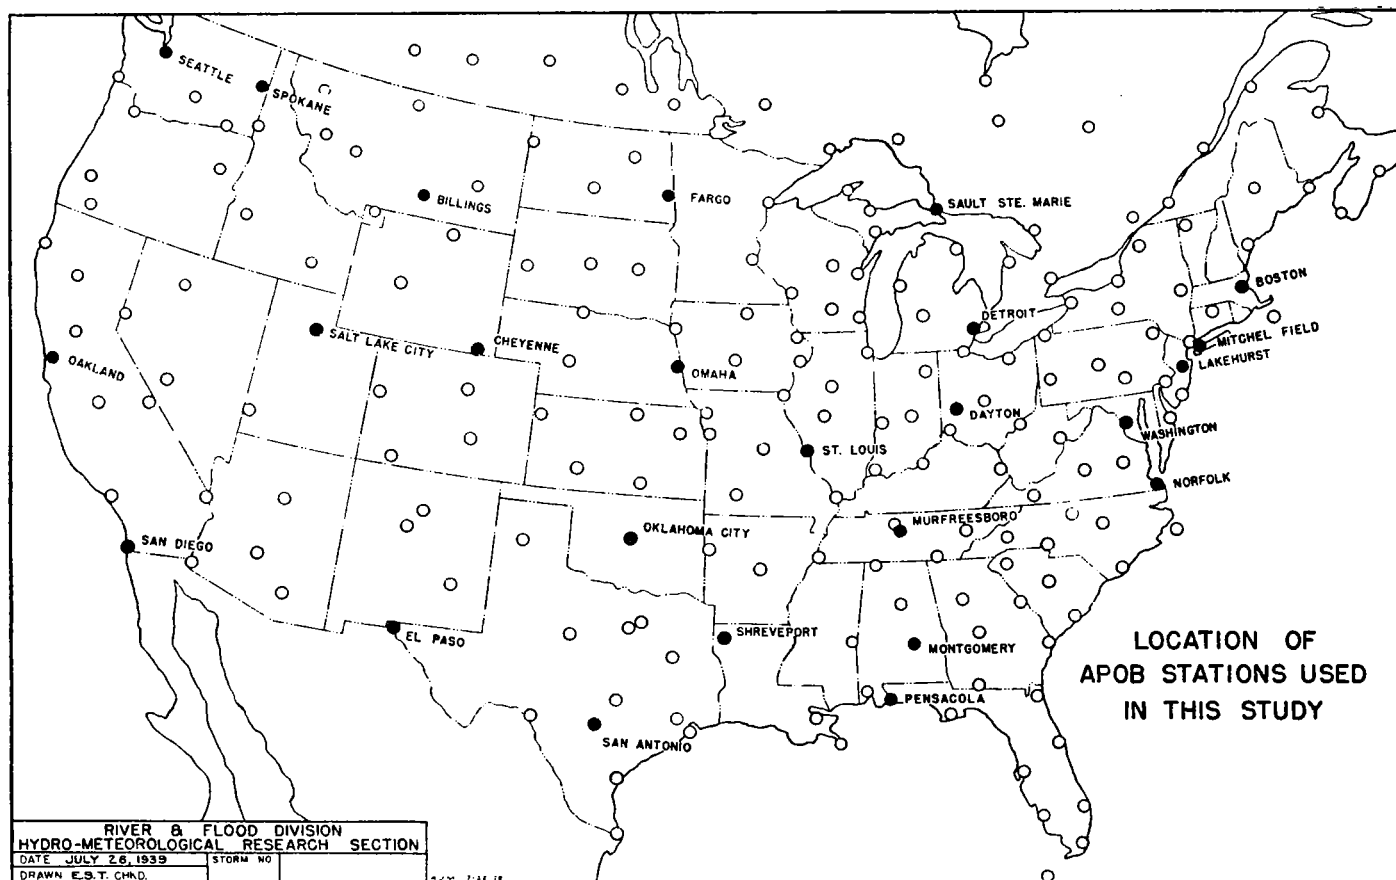 SEATTLE
SPOKANE
BILLINGS
FARGO
SAULT STE. MARIE
BOSTON
DETROIT
SALT LAKE CITY
CHEYENNE
MITCHEL FIELD
OAKLAND
OMAHA
LAKEHURST
DAYTON
WASHINGTON
ST. LOUIS
NORFOLK
MURFREESBORO
OKLAHOMA CITY
SAN DIEGO
EL PASO
SHREVEPORT
MONTGOMERY
LOCATION OF
APOB STATIONS USED
IN THIS STUDY
PENSACOLA
SAN ANTONIO
RIVER & FLOOD DIVISION
HYDRO-METEOROLOGICAL RESEARCH SECTION
DATE JULY 26, 1939 STORM NO
DRAWN E.S.T. CHKD.